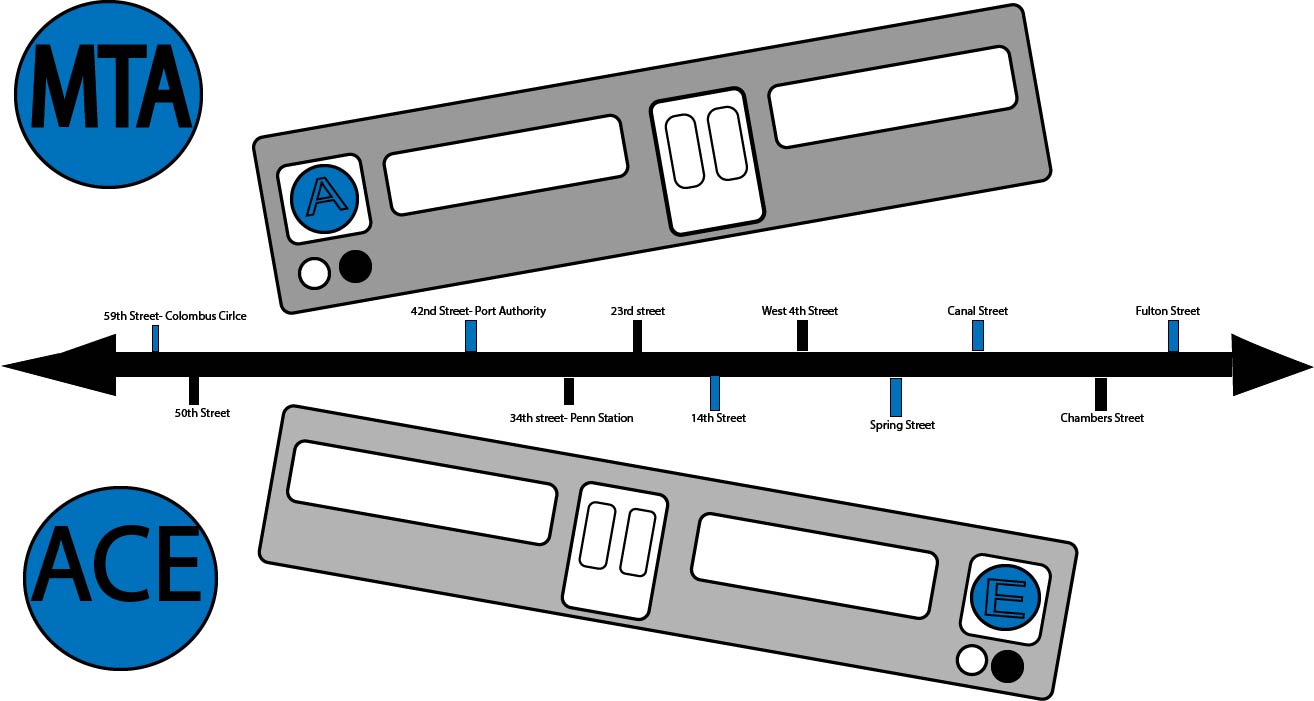 MTA
A
59th Street- Colombus Cirlce
42nd Street- Port Authority
23rd street
West 4th Street
Canal Street
Fulton Street
50th Street
34th street- Penn Station
14th Street
Spring Street
Chambers Street
ACE
E